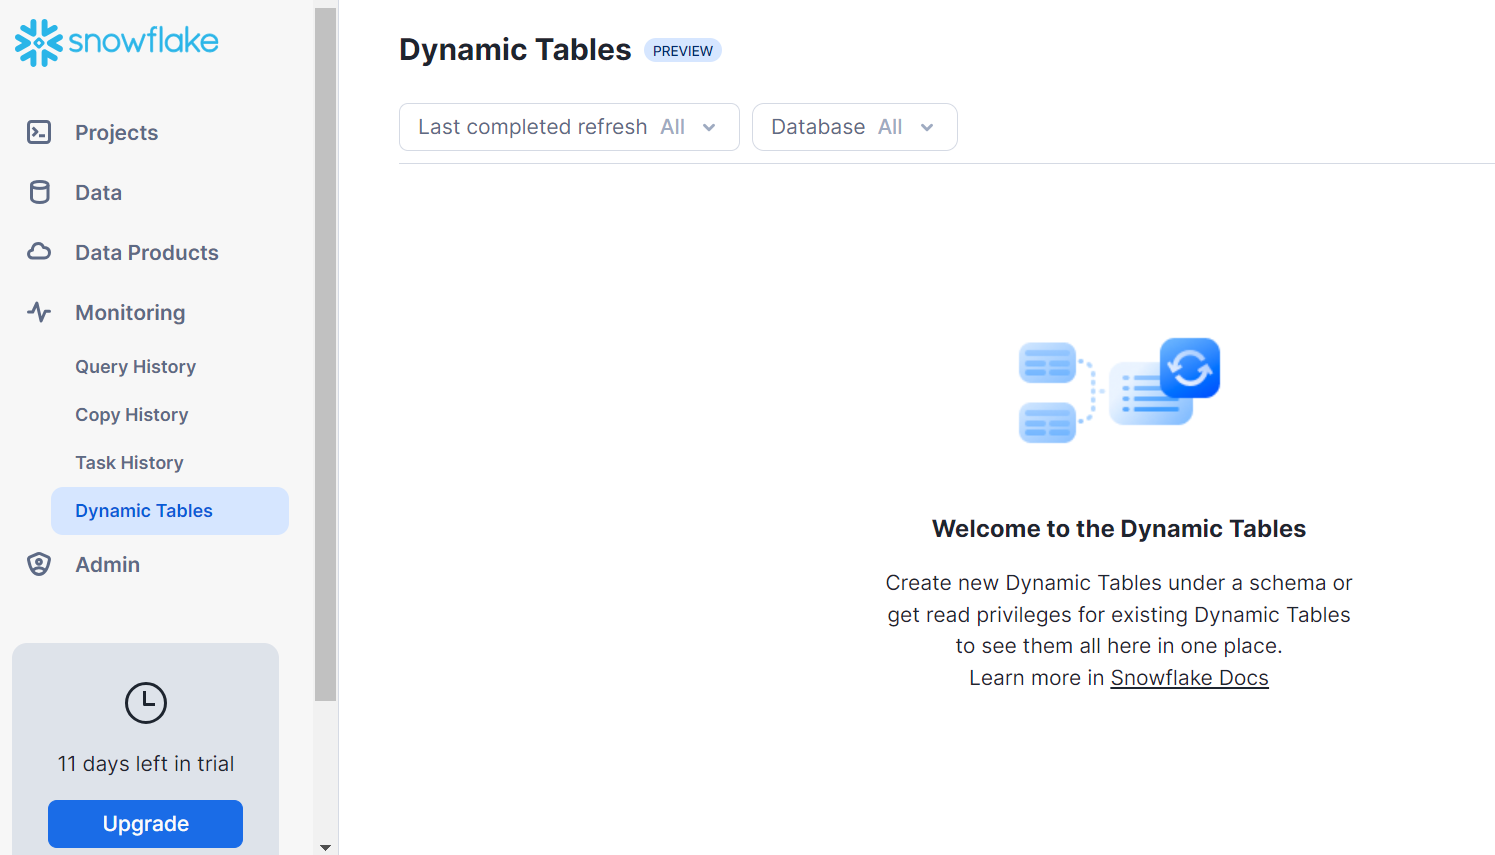 snowflake
Projects
Data
Data Products
Monitoring
Query History
Copy History
Task History
Dynamic Tables
Admin
11 days left in trial
Upgrade
Dynamic Tables PREVIEW
Last completed refresh All
Database All
Welcome to the Dynamic Tables
Create new Dynamic Tables under a schema or
get read privileges for existing Dynamic Tables
to see them all here in one place.
Learn more in Snowflake Docs